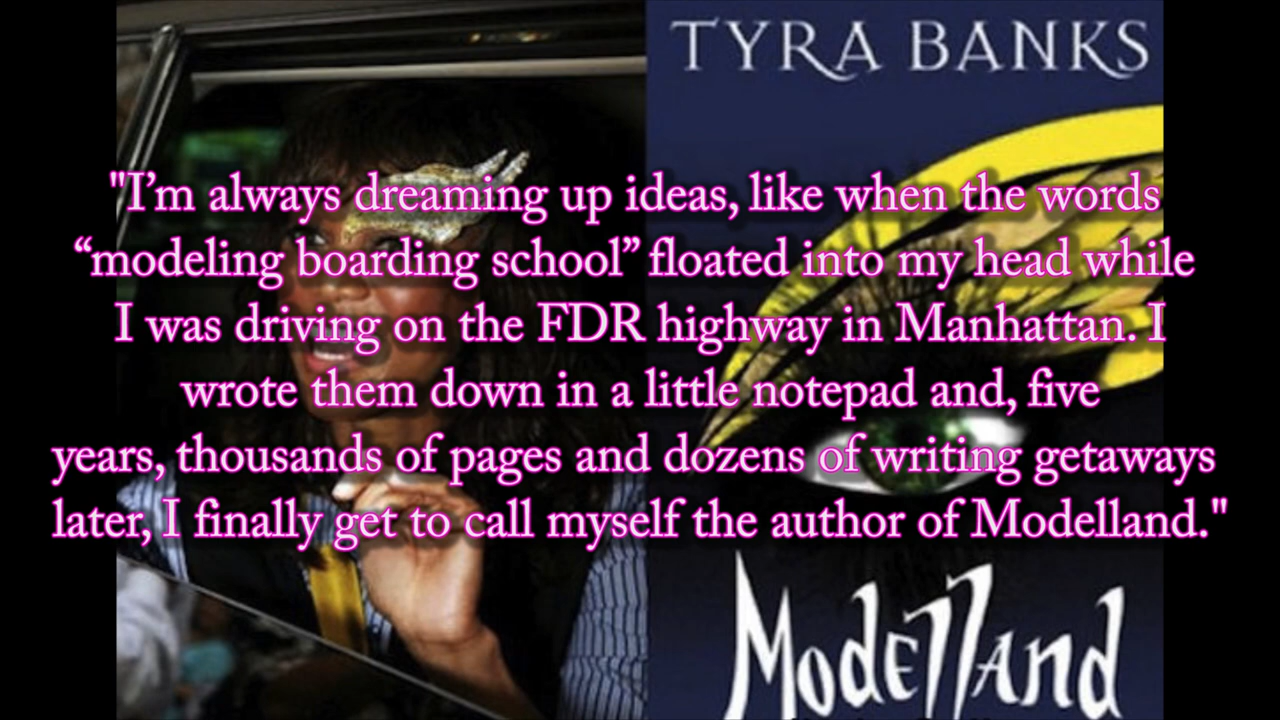 TYRA BANKS
"I’m always dreaming up ideas, like when the words
“modeling boarding school” floated into my head while
I was driving on the FDR highway in Manhattan. I
wrote them down in a little notepad and, five
years, thousands of pages and dozens of writing getaways
later, I finally get to call myself the author of Modelland."
Modelland